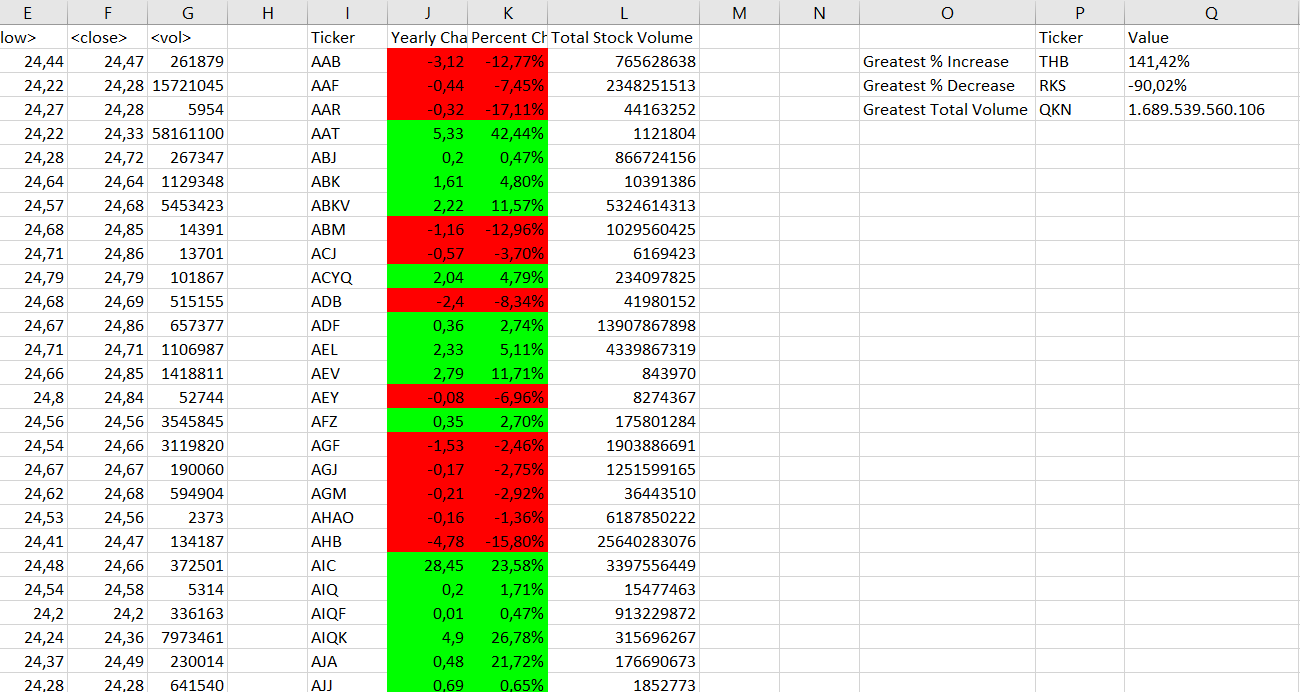 E F G H I J K L M N O P Q
low> <close> <vol> Ticker Yearly Cha Percent Ch Total Stock Volume Ticker Value
24,44 24,47 261879 AAB -3,12 -12,77% 765628638 Greatest % Increase THB 141,42%
24,22 24,28 15721045 AAF -0,44 -7,45% 2348251513 Greatest % Decrease RKS -90,02%
24,27 24,28 5954 AAR -0,32 -17,11% 44163252 Greatest Total Volume QKN 1.689.539.560.106
24,22 24,33 58161100 AAT 5,33 42,44% 1121804
24,28 24,72 267347 ABJ 0,2 0,47% 866724156
24,64 24,64 1129348 ABK 1,61 4,80% 10391386
24,57 24,68 5453423 ABKV 2,22 11,57% 5324614313
24,68 24,85 14391 ABM -1,16 -12,96% 1029560425
24,71 24,86 13701 ACJ -0,57 -3,70% 6169423
24,79 24,79 101867 ACYQ 2,04 4,79% 234097825
24,68 24,69 515155 ADB -2,4 -8,34% 41980152
24,67 24,86 657377 ADF 0,36 2,74% 13907867898
24,71 24,71 1106987 AEL 2,33 5,11% 4339867319
24,66 24,85 1418811 AEV 2,79 11,71% 843970
24,8 24,84 52744 AEY -0,08 -6,96% 8274367
24,56 24,56 3545845 AFZ 0,35 2,70% 175801284
24,54 24,66 3119820 AGF -1,53 -2,46% 1903886691
24,67 24,67 190060 AGJ -0,17 -2,75% 1251599165
24,62 24,68 594904 AGM -0,21 -2,92% 36443510
24,53 24,56 2373 AHAO -0,16 -1,36% 6187850222
24,41 24,47 134187 AHB -4,78 -15,80% 25640283076
24,48 24,66 372501 AIC 28,45 23,58% 3397556449
24,54 24,58 5314 AIQ 0,2 1,71% 15477463
24,2 24,2 336163 AIQF 0,01 0,47% 913229872
24,24 24,36 7973461 AIQK 4,9 26,78% 315696267
24,37 24,49 230014 AJA 0,48 21,72% 176690673
24,28 24,28 641540 AJJ 0,69 0,65% 1852773